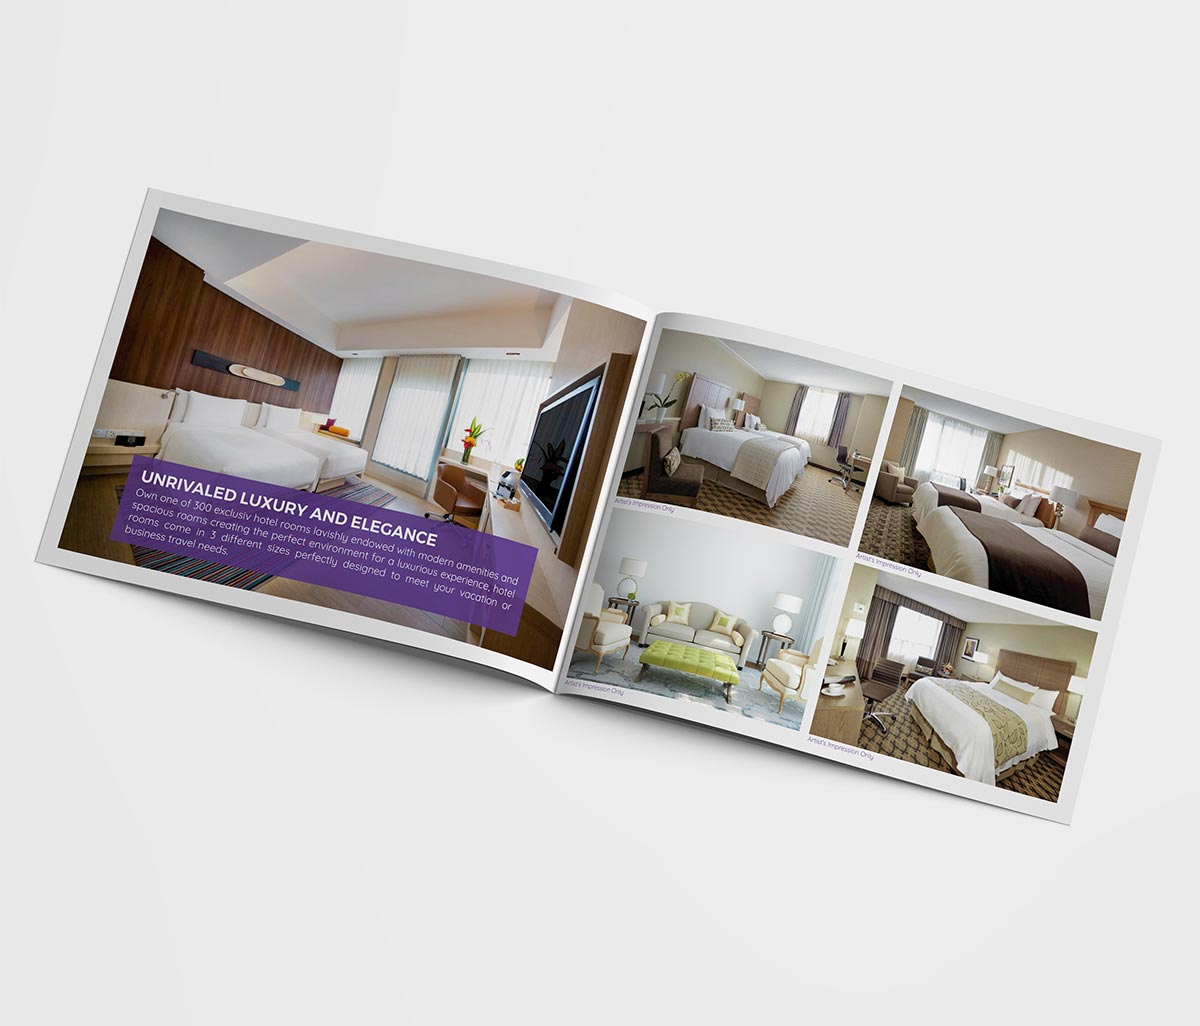 UNRIVALED LUXURY AND ELEGANCE
Own one of 300 exclusiv hotel rooms lavishly endowed with modern amenities and
spacious rooms creating the perfect environment for a luxurious experience, hotel
rooms come in 3 different sizes perfectly designed to meet your vacation or
business travel needs.
Artist's Impression Only
Artist's Impression Only
Artist's Impression Only
Artist's Impression Only